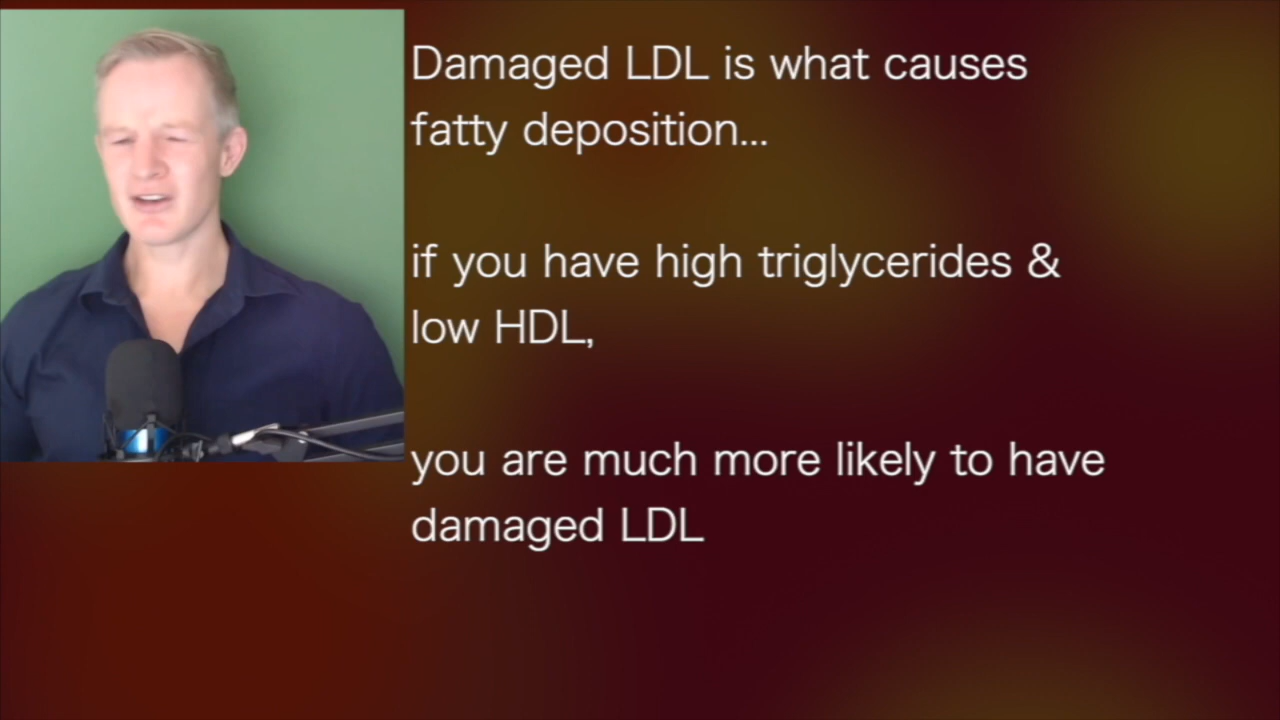 Damaged LDL is what causes
fatty deposition...
if you have high triglycerides &
low HDL,
you are much more likely to have
damaged LDL